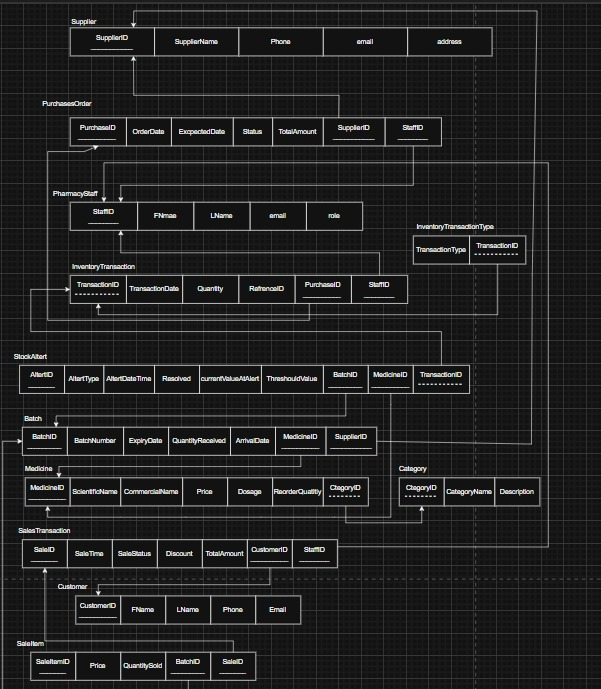 Supplier
SupplierID SupplierName Phone email address
PurchasesOrder
PurchaseID OrderDate ExcpectedDate Status TotalAmount SupplierID StaffID
PharmacyStaff
StaffID FNmae LName email role
InventoryTransactionType
TransactionType TransactionID
InventoryTransaction
TransactionID TransactionDate Quantity RefrenceID PurchaseID StaffID
StockAltert
AltertID AltertType AltertDateTime Resolved currentValueAtAlert ThresholdValue BatchID MedicineID TransactionID
Batch
BatchID BatchNumber ExpiryDate QuantityReceived ArrivalDate MedicineID SupplierID
Medicine
MedicineID ScientificName CommercialName Price Dosage ReorderQuatitiy CtegoryID
Category
CtegoryID CategoryName Description
SalesTransaction
SaleID SaleTime SaleStatus Discount TotalAmount CustomerID StaffID
Customer
CustomerID FName LName Phone Email
SaleItem
SaleItemID Price QuantitySold BatchID SaleID